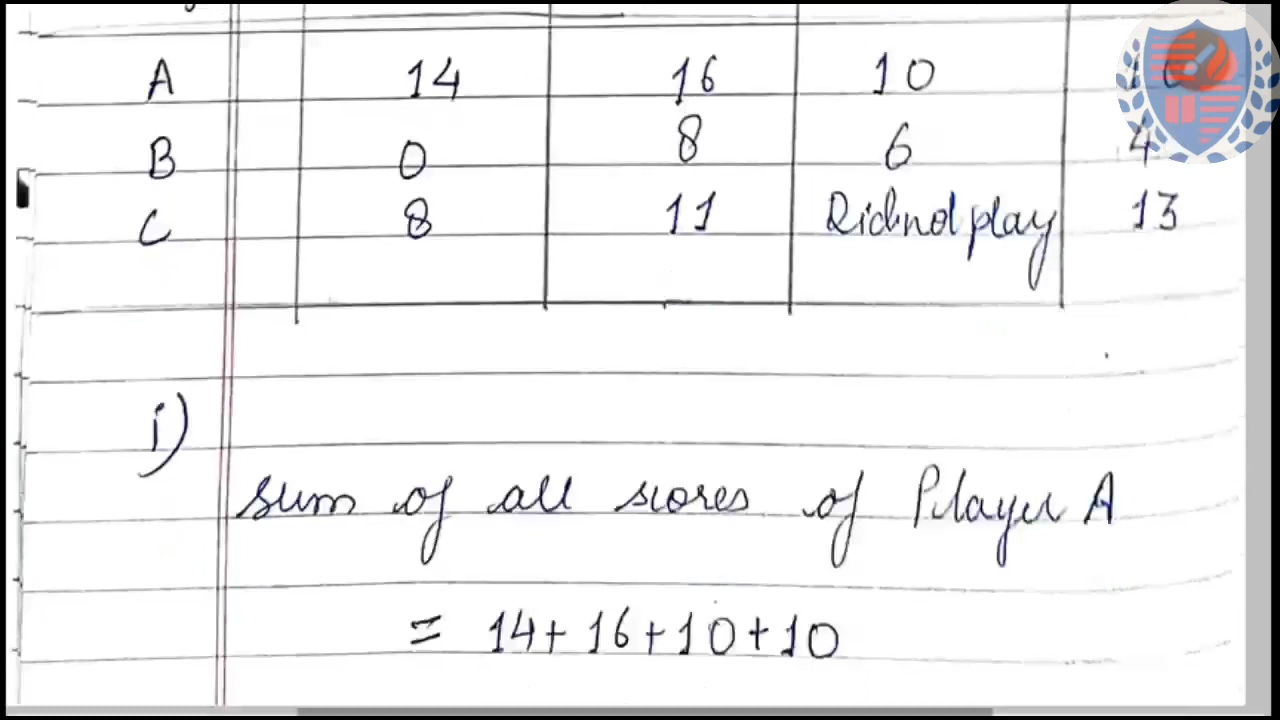 A 14 16 10
B 0 8 6 4
C 8 11 Did not play 13
i)
sum of all scores of Player A
= 14+ 16 + 10 + 10